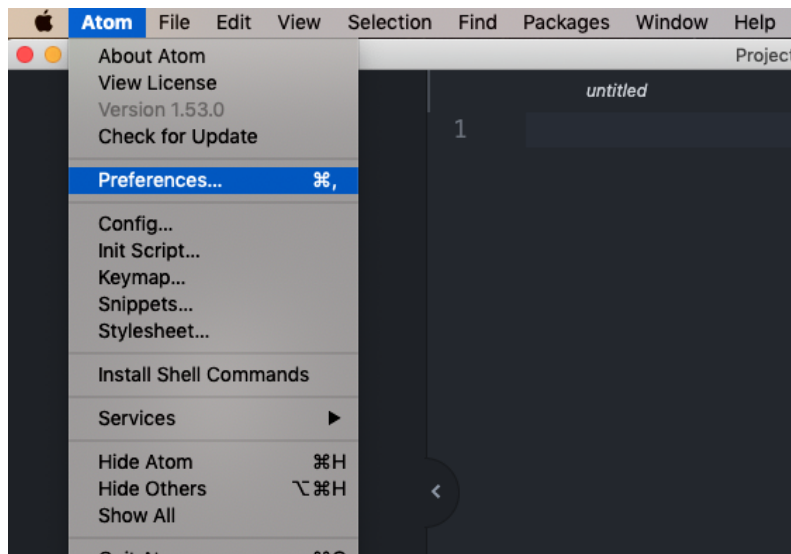 Atom File Edit View Selection Find Packages Window Help
About Atom
View License
Version 1.53.0
Check for Update
Preferences... ⌘,
Config...
Init Script...
Keymap...
Snippets...
Stylesheet...
Install Shell Commands
Services ▶
Hide Atom ⌘H
Hide Others ⌥⌘H
Show All
Project
untitled
1